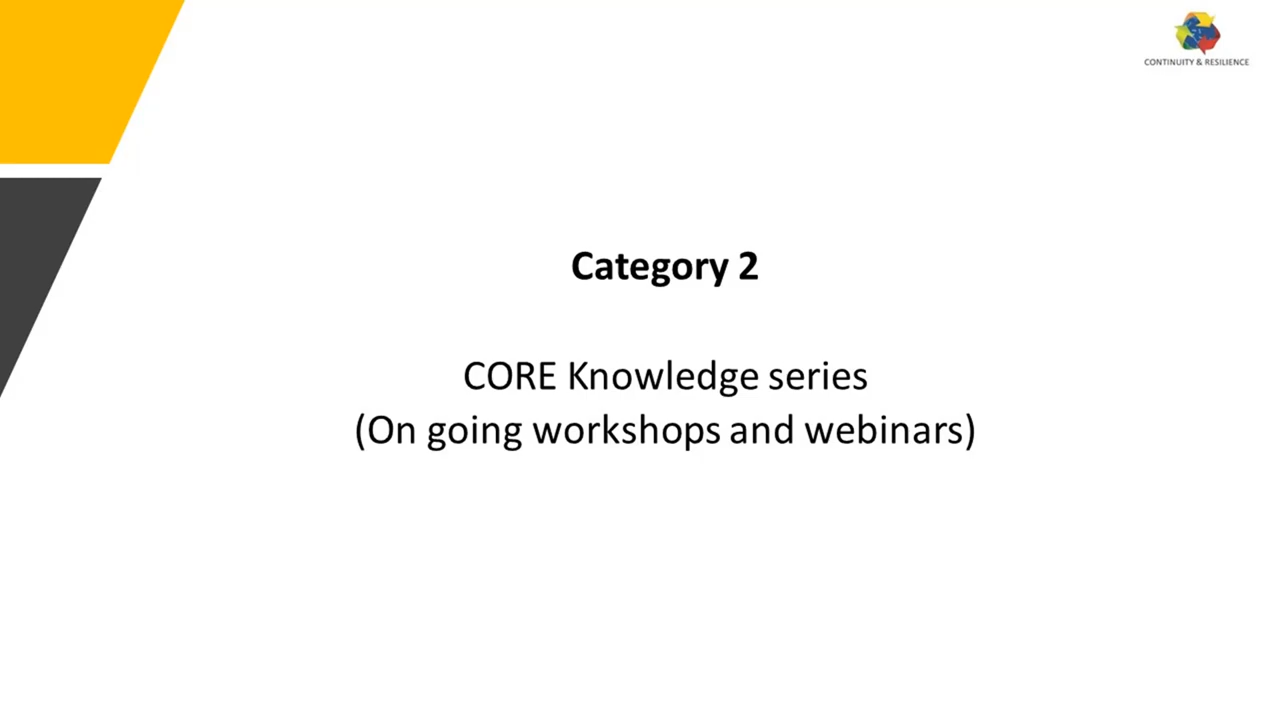 CONTINUITY & RESILIENCE
Category 2
CORE Knowledge series
(On going workshops and webinars)